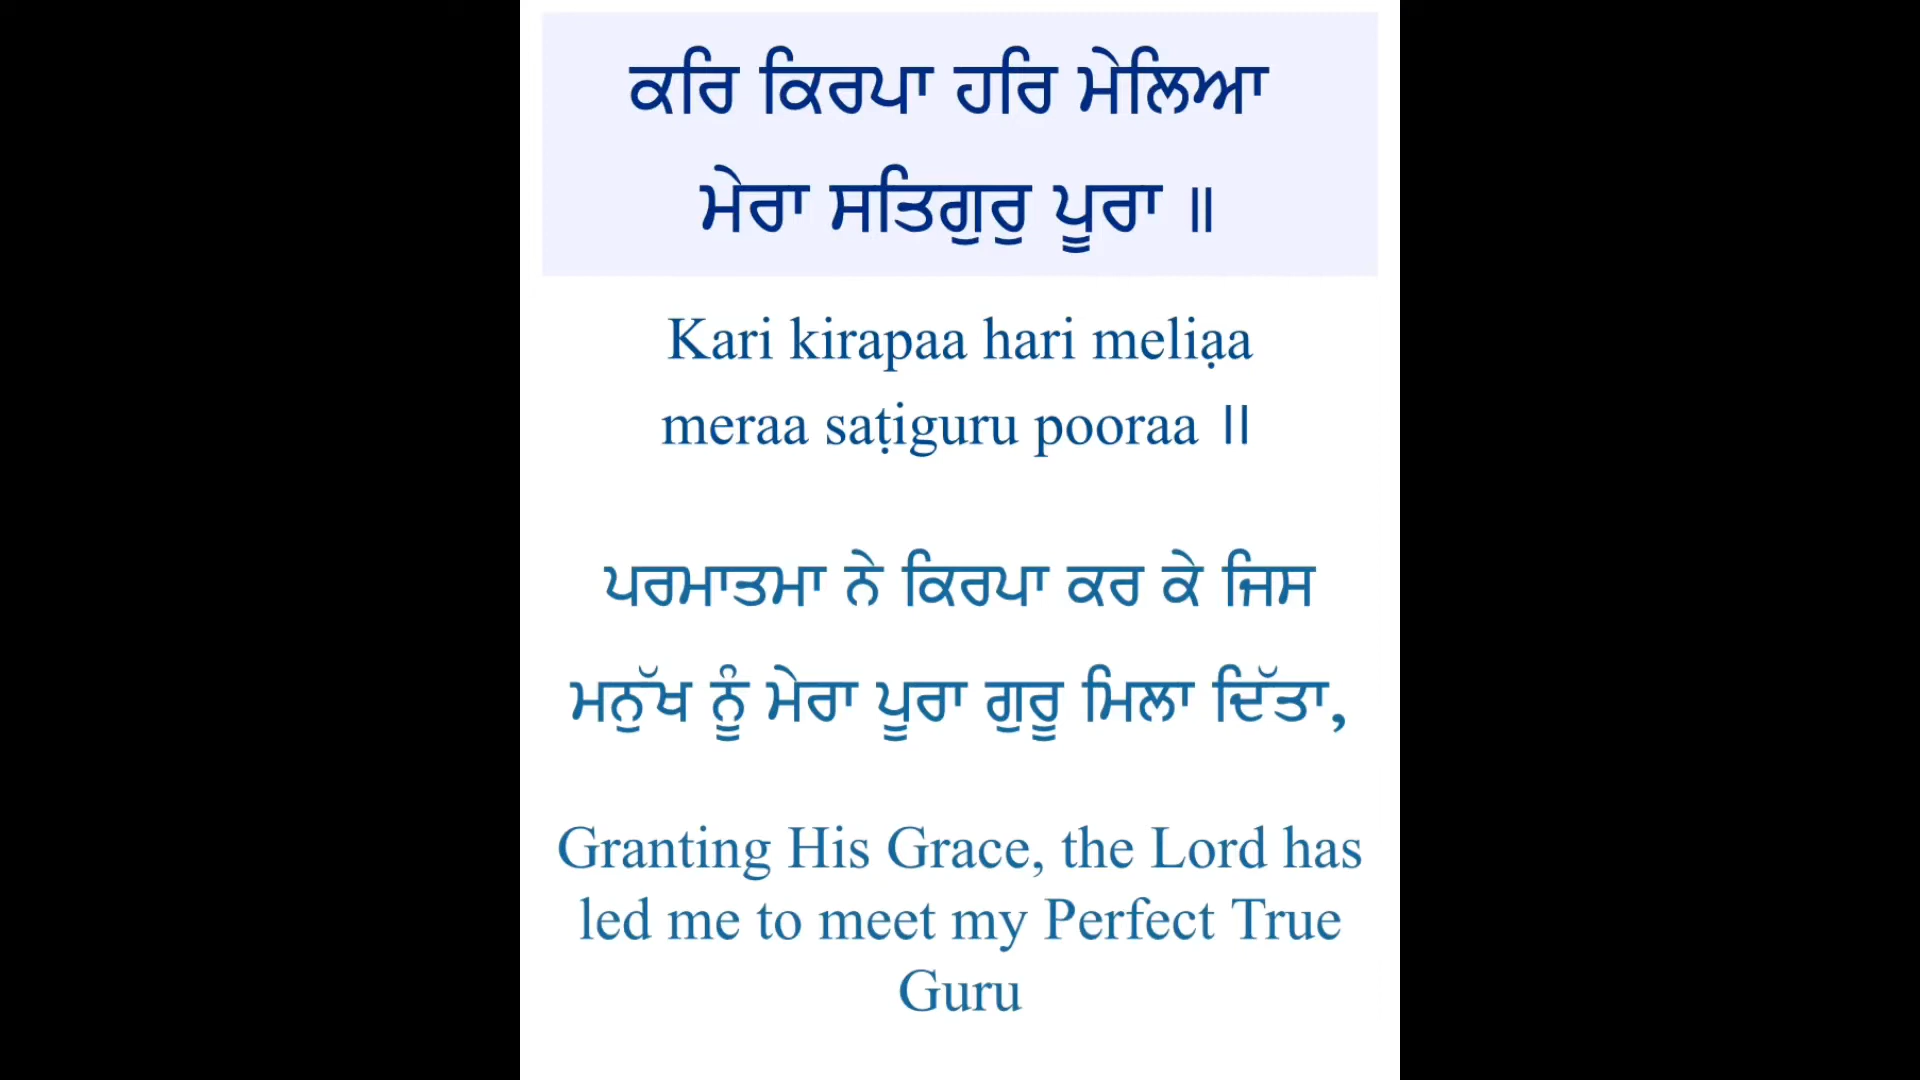 ਕਰਿ ਕਿਰਪਾ ਹਰਿ ਮੇਲਿਆ
ਮੇਰਾ ਸਤਿਗੁਰੁ ਪੂਰਾ ॥
Kari kirapaa hari meliạaa
meraa saṭiguru pooraa ॥
ਪਰਮਾਤਮਾ ਨੇ ਕਿਰਪਾ ਕਰ ਕੇ ਜਿਸ
ਮਨੁੱਖ ਨੂੰ ਮੇਰਾ ਪੂਰਾ ਗੁਰੂ ਮਿਲਾ ਦਿੱਤਾ,
Granting His Grace, the Lord has
led me to meet my Perfect True
Guru